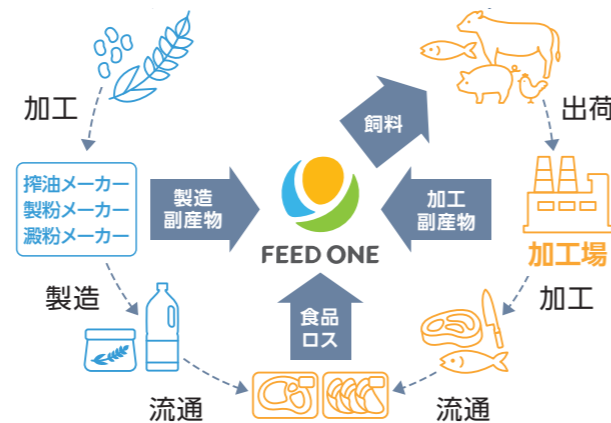 加工
出荷
飼料
搾油メーカー
製粉メーカー
澱粉メーカー
製造
副産物
加工
副産物
FEED ONE
加工場
製造
加工
食品
ロス
流通
流通